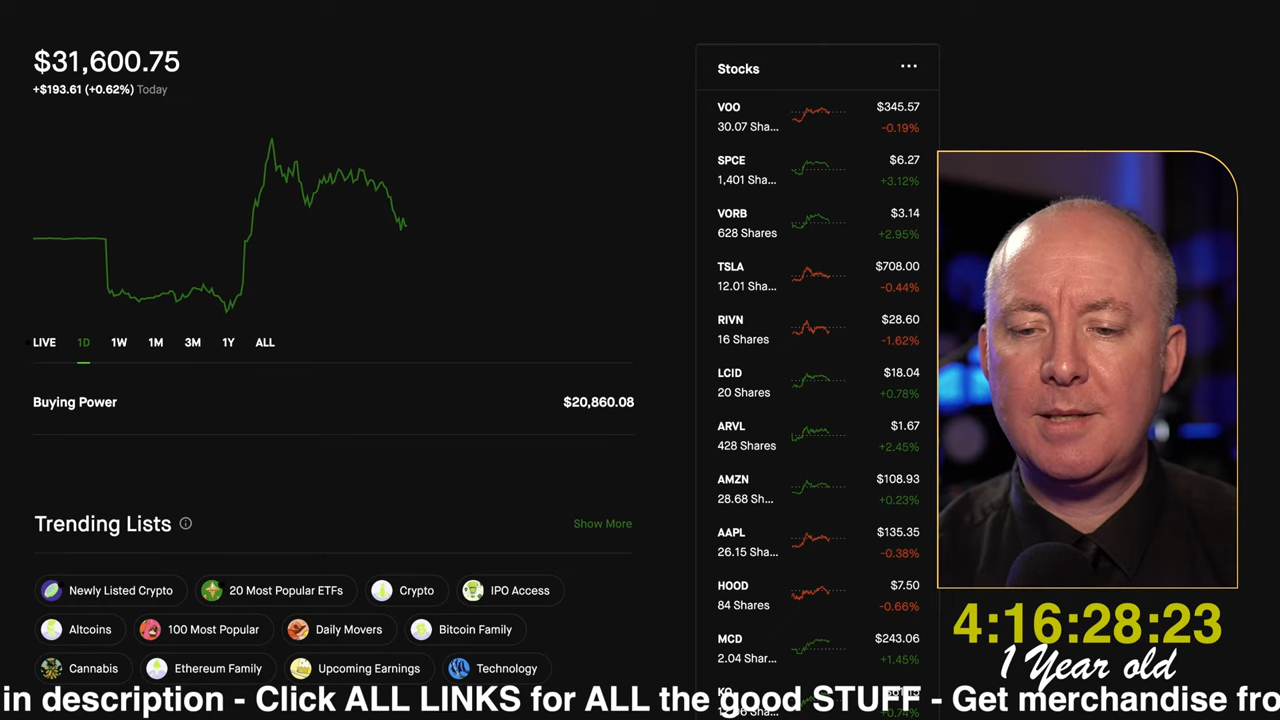 $31,600.75
+$193.61 (+0.62%) Today
LIVE 1D 1W 1M 3M 1Y ALL
Buying Power $20,860.08
Trending Lists Show More
Newly Listed Crypto 20 Most Popular ETFs Crypto IPO Access
Altcoins 100 Most Popular Daily Movers Bitcoin Family
Cannabis Ethereum Family Upcoming Earnings Technology
Stocks ...
VOO $345.57
30.07 Sha... -0.19%
SPCE $6.27
1,401 Sha... +3.12%
VORB $3.14
628 Shares +2.95%
TSLA $708.00
12.01 Sha... -0.44%
RIVN $28.60
16 Shares -1.62%
LCID $18.04
20 Shares +0.78%
ARVL $1.67
428 Shares +2.45%
AMZN $108.93
28.68 Sh... +0.23%
AAPL $135.35
26.15 Sha... -0.38%
HOOD $7.50
84 Shares -0.66%
MCD $243.06
2.04 Shar... +1.45%
4:16:28:23
1 Year old
in description - Click ALL LINKS for ALL the good STUFF - Get merchandise fro